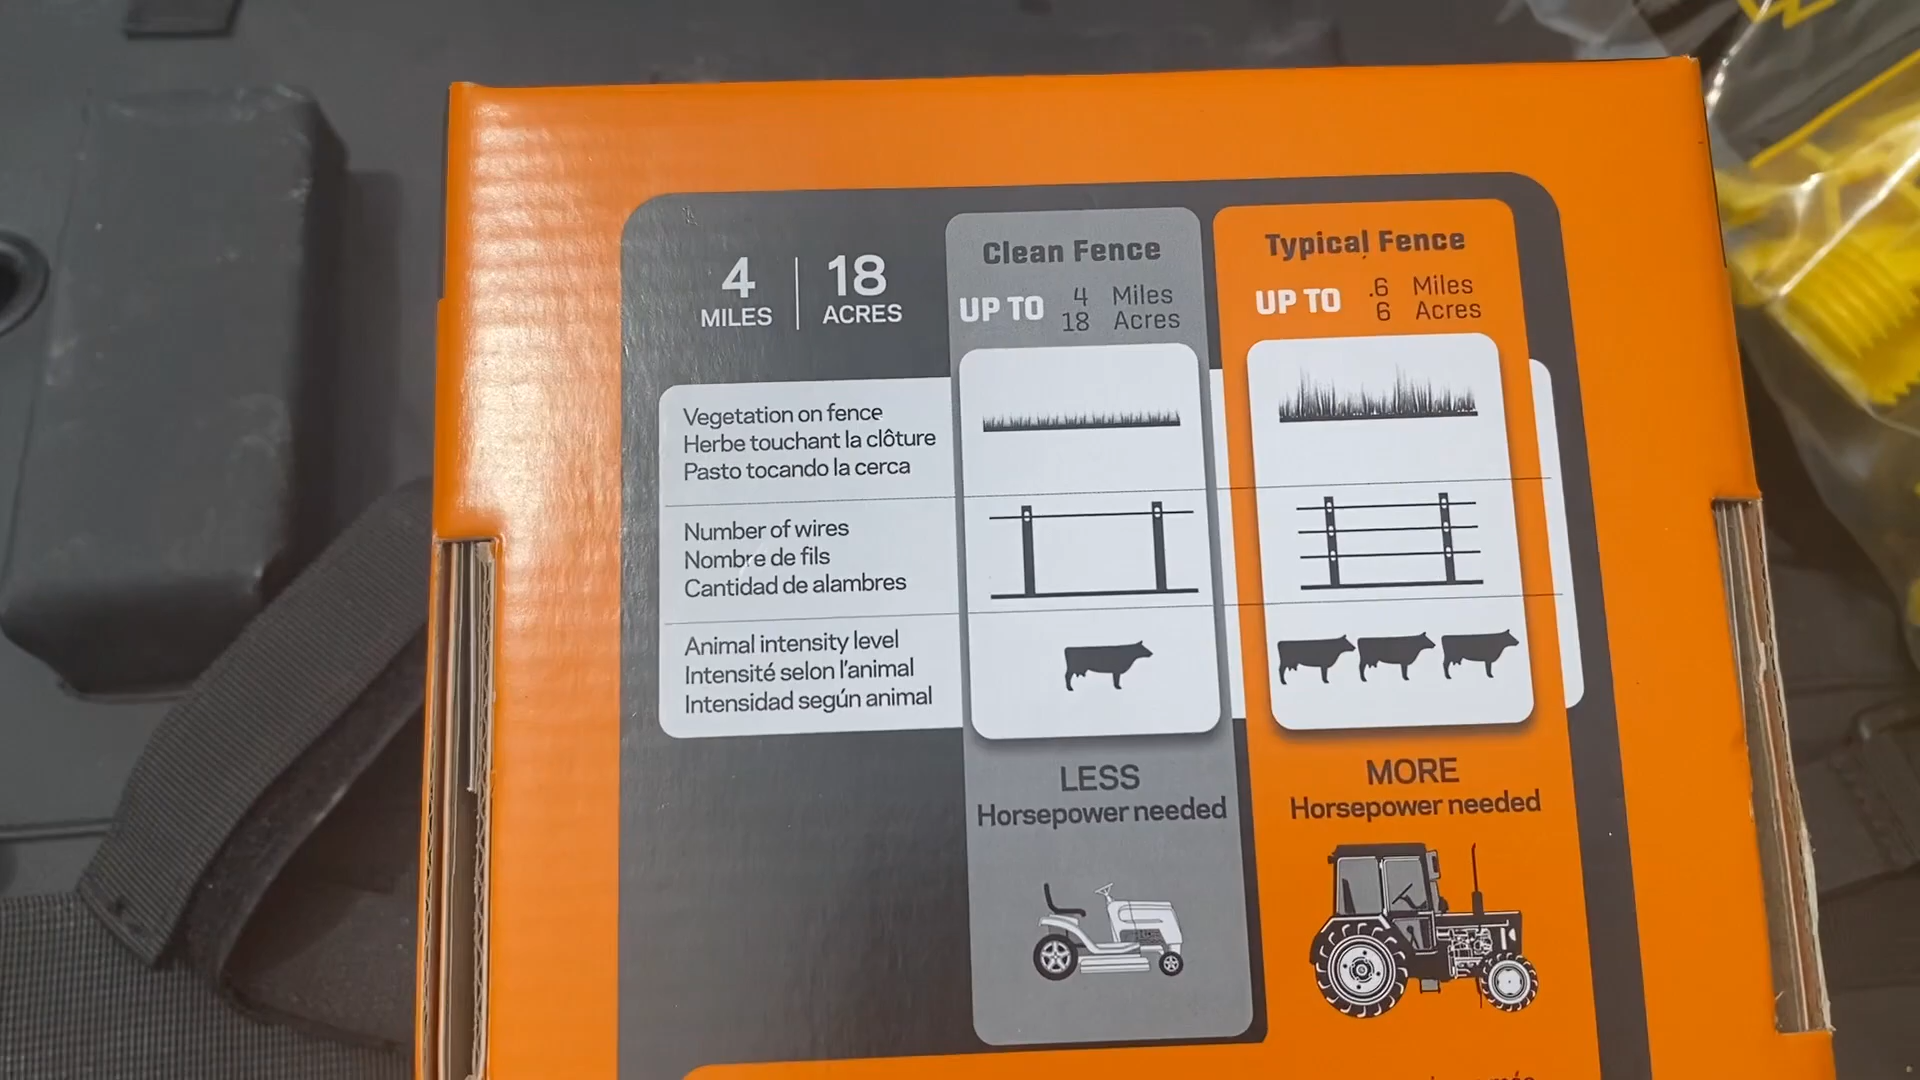 4
MILES
18
ACRES
Clean Fence
UP TO
4 Miles
18 Acres
Typical Fence
UP TO
.6 Miles
6 Acres
Vegetation on fence
Herbe touchant la clôture
Pasto tocando la cerca
Number of wires
Nombre de fils
Cantidad de alambres
Animal intensity level
Intensité selon l'animal
Intensidad según animal
LESS
Horsepower needed
MORE
Horsepower needed